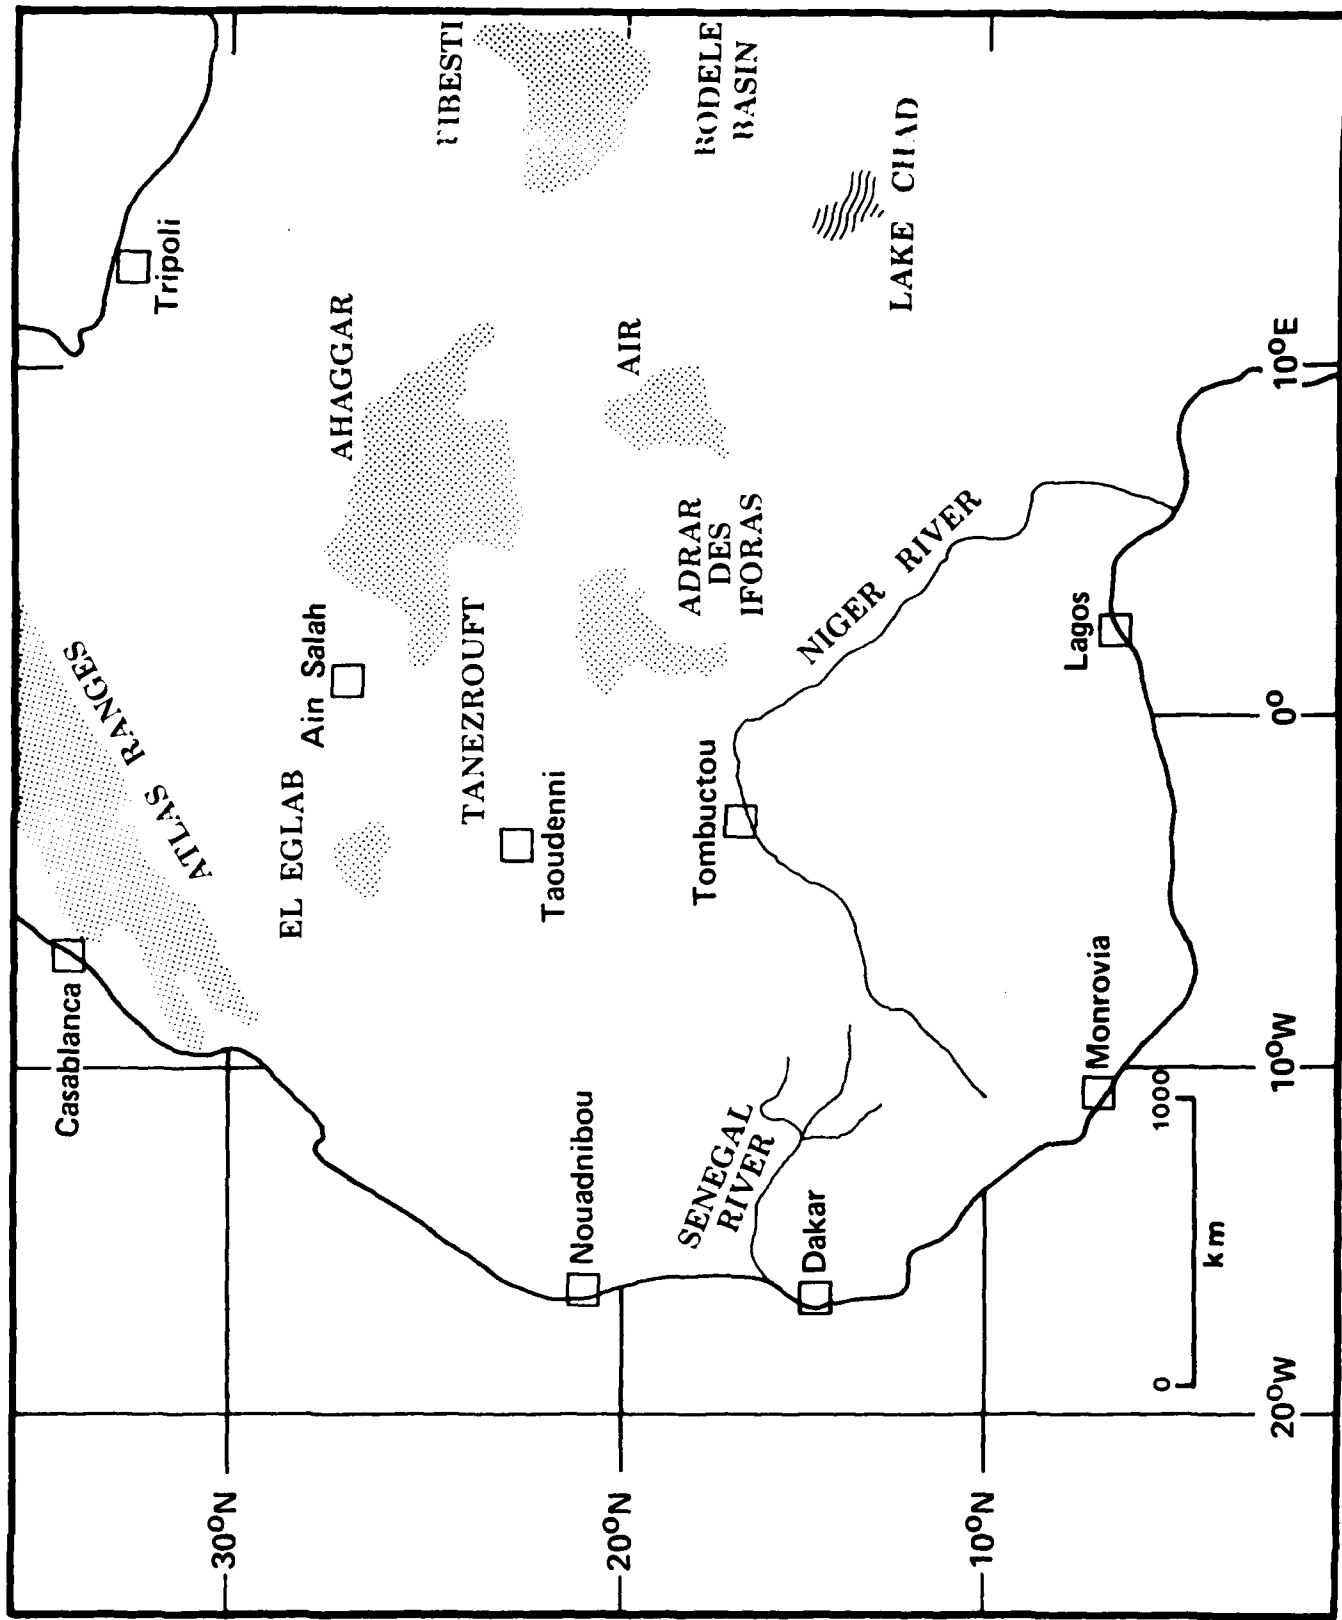 Casablanca
ATLAS RANGES
Tripoli
30°N
EL EGLAB
Ain Salah
AHAGGAR
TIBESTI
TANEZROUFT
Taoudenni
Nouadnibou
20°N
AIR
ADRAR
DES
IFORAS
BODELE
BASIN
Tombuctou
SENEGAL
RIVER
Dakar
NIGER RIVER
LAKE CHAD
10°N
Lagos
Monrovia
0 1000
km
20°W 10°W 0° 10°E